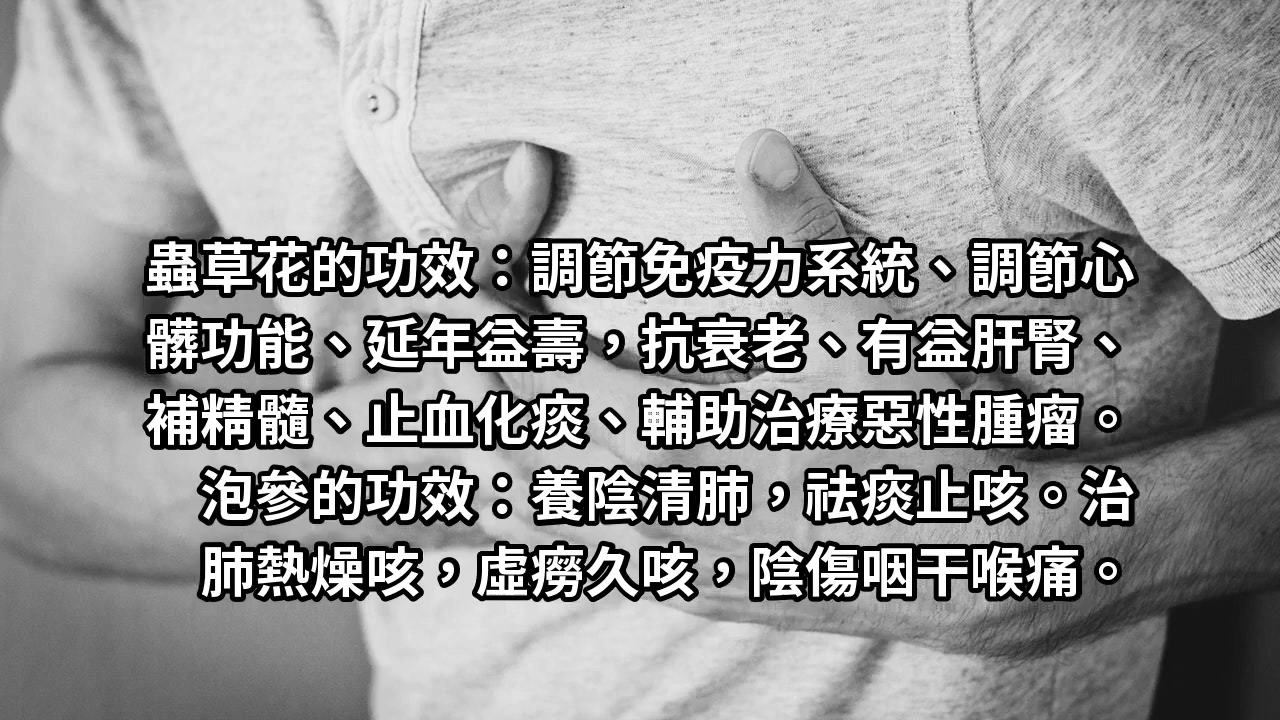 蟲草花的功效：調節免疫力系統、調節心
髒功能、延年益壽，抗衰老、有益肝腎、
補精髓、止血化痰、輔助治療惡性腫瘤。
泡參的功效：養陰清肺，祛痰止咳。治
肺熱燥咳，虛癆久咳，陰傷咽干喉痛。